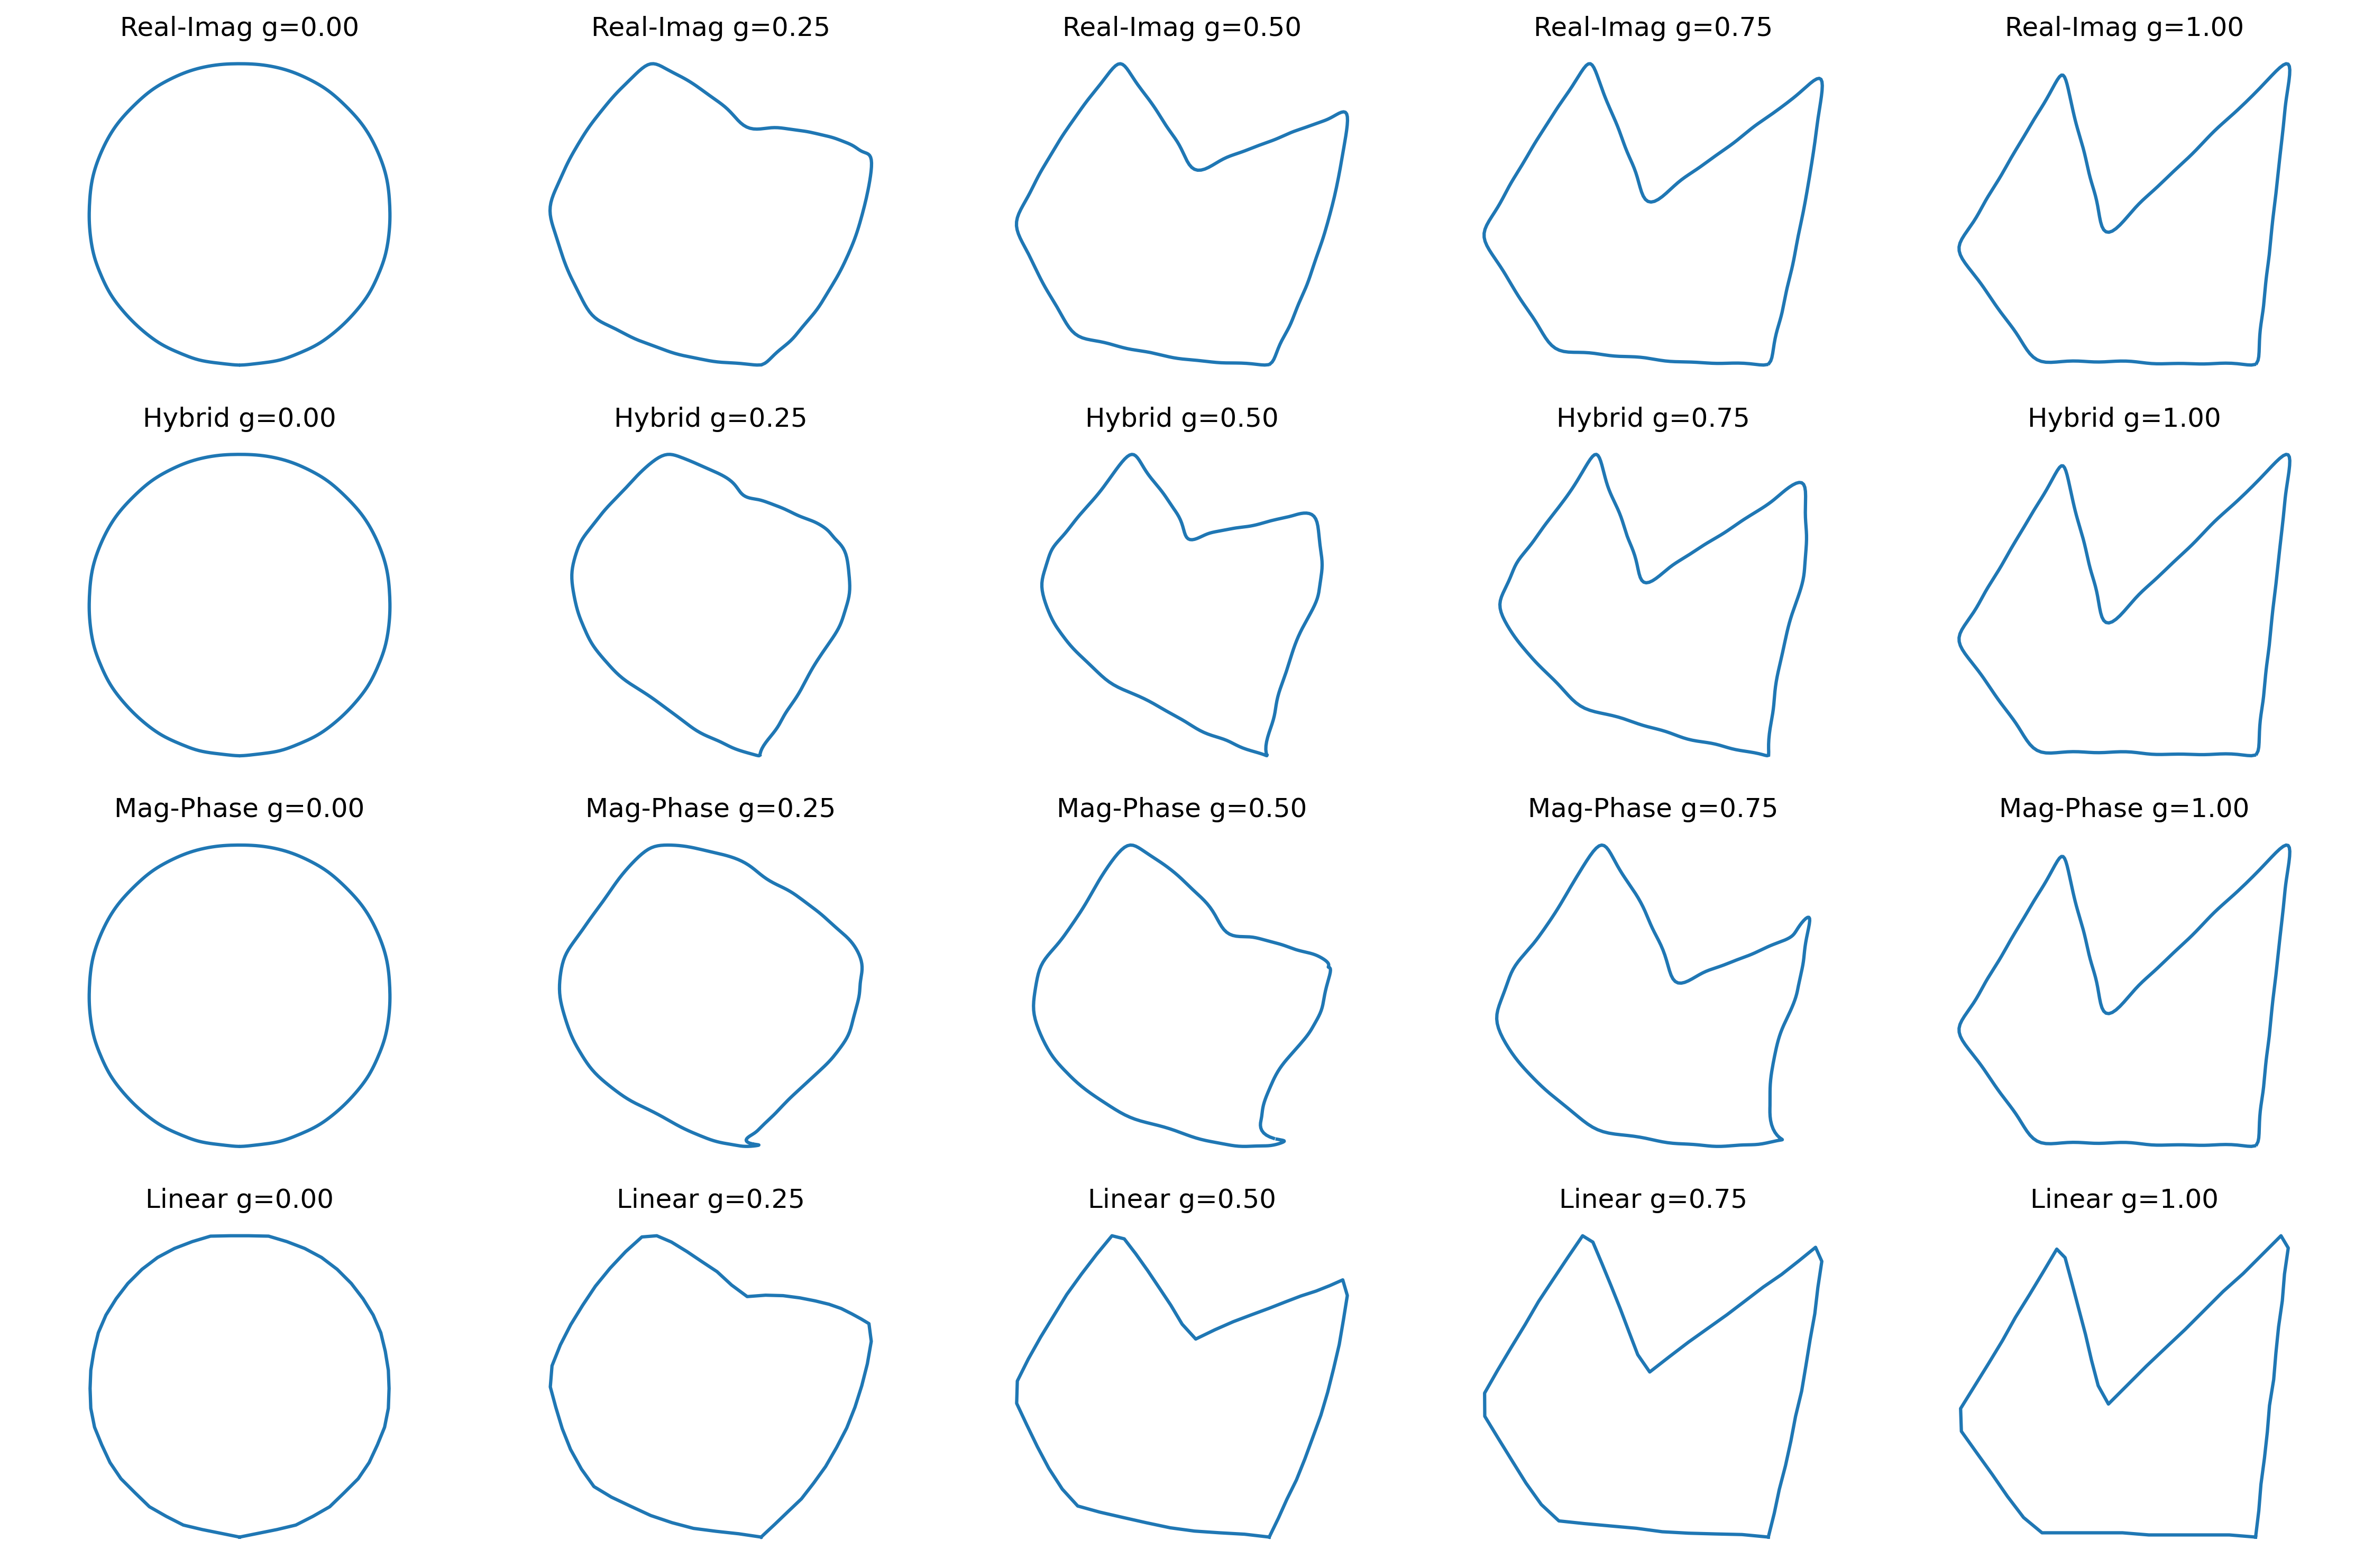 Real-Imag g=0.00
Real-Imag g=0.25
Real-Imag g=0.50
Real-Imag g=0.75
Real-Imag g=1.00
Hybrid g=0.00
Hybrid g=0.25
Hybrid g=0.50
Hybrid g=0.75
Hybrid g=1.00
Mag-Phase g=0.00
Mag-Phase g=0.25
Mag-Phase g=0.50
Mag-Phase g=0.75
Mag-Phase g=1.00
Linear g=0.00
Linear g=0.25
Linear g=0.50
Linear g=0.75
Linear g=1.00